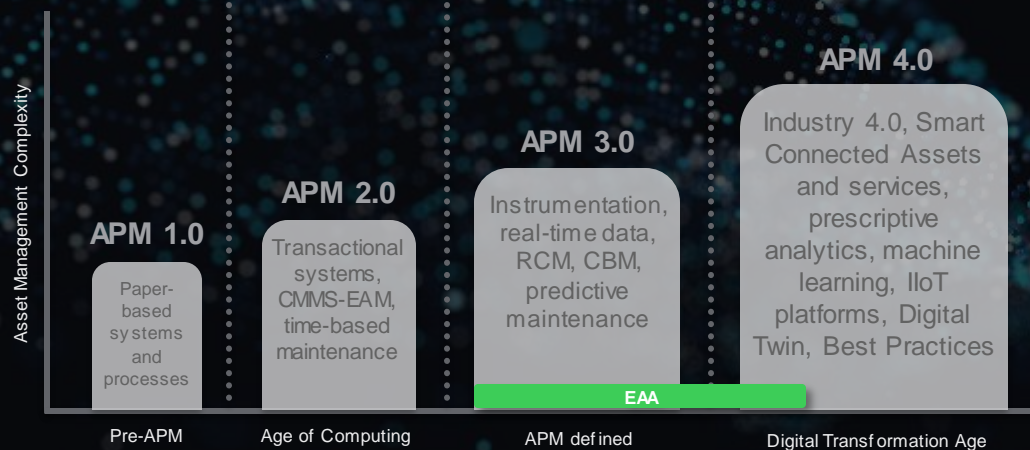 Asset Management Complexity
APM 1.0
Paper-
based
systems
and
processes
Pre-APM
APM 2.0
Transactional
systems,
CMMS-EAM,
time-based
maintenance
Age of Computing
APM 3.0
Instrumentation,
real-time data,
RCM, CBM,
predictive
maintenance
EAA
APM defined
APM 4.0
Industry 4.0, Smart
Connected Assets
and services,
prescriptive
analytics, machine
learning, IIoT
platforms, Digital
Twin, Best Practices
Digital Transformation Age